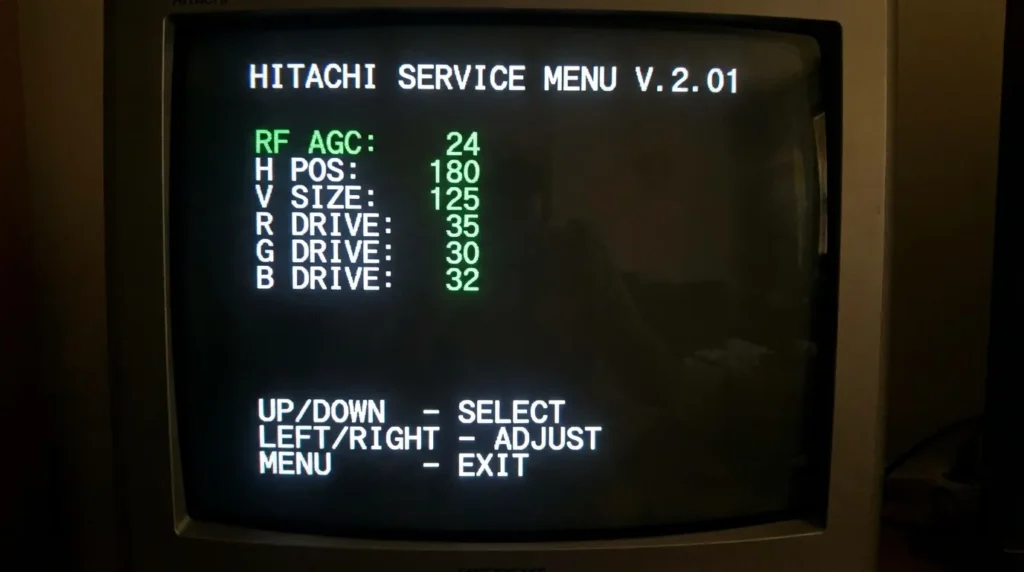 HITACHI SERVICE MENU V.2.01
RF AGC: 24
H POS: 180
V SIZE: 125
R DRIVE: 35
G DRIVE: 30
B DRIVE: 32
UP/DOWN - SELECT
LEFT/RIGHT - ADJUST
MENU - EXIT